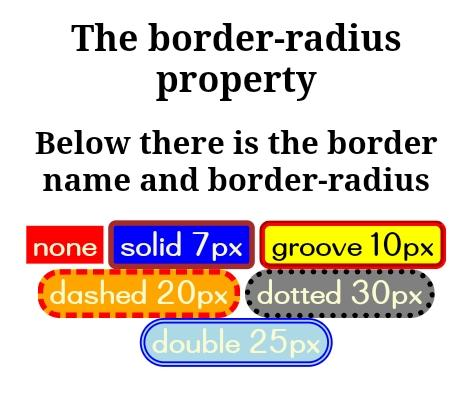 The border-radius
property
Below there is the border
name and border-radius
none solid 7px groove 10px
dashed 20px dotted 30px
double 25px